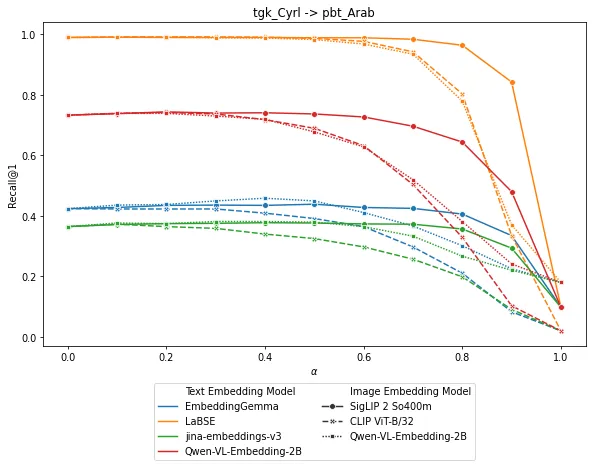 tgk_Cyrl -> pbt_Arab
1.0
0.8
0.6
0.4
0.2
0.0
Recall@1
0.0 0.2 0.4 0.6 0.8 1.0
α
Text Embedding Model Image Embedding Model
EmbeddingGemma SigLIP 2 So400m
LaBSE CLIP ViT-B/32
jina-embeddings-v3 Qwen-VL-Embedding-2B
Qwen-VL-Embedding-2B